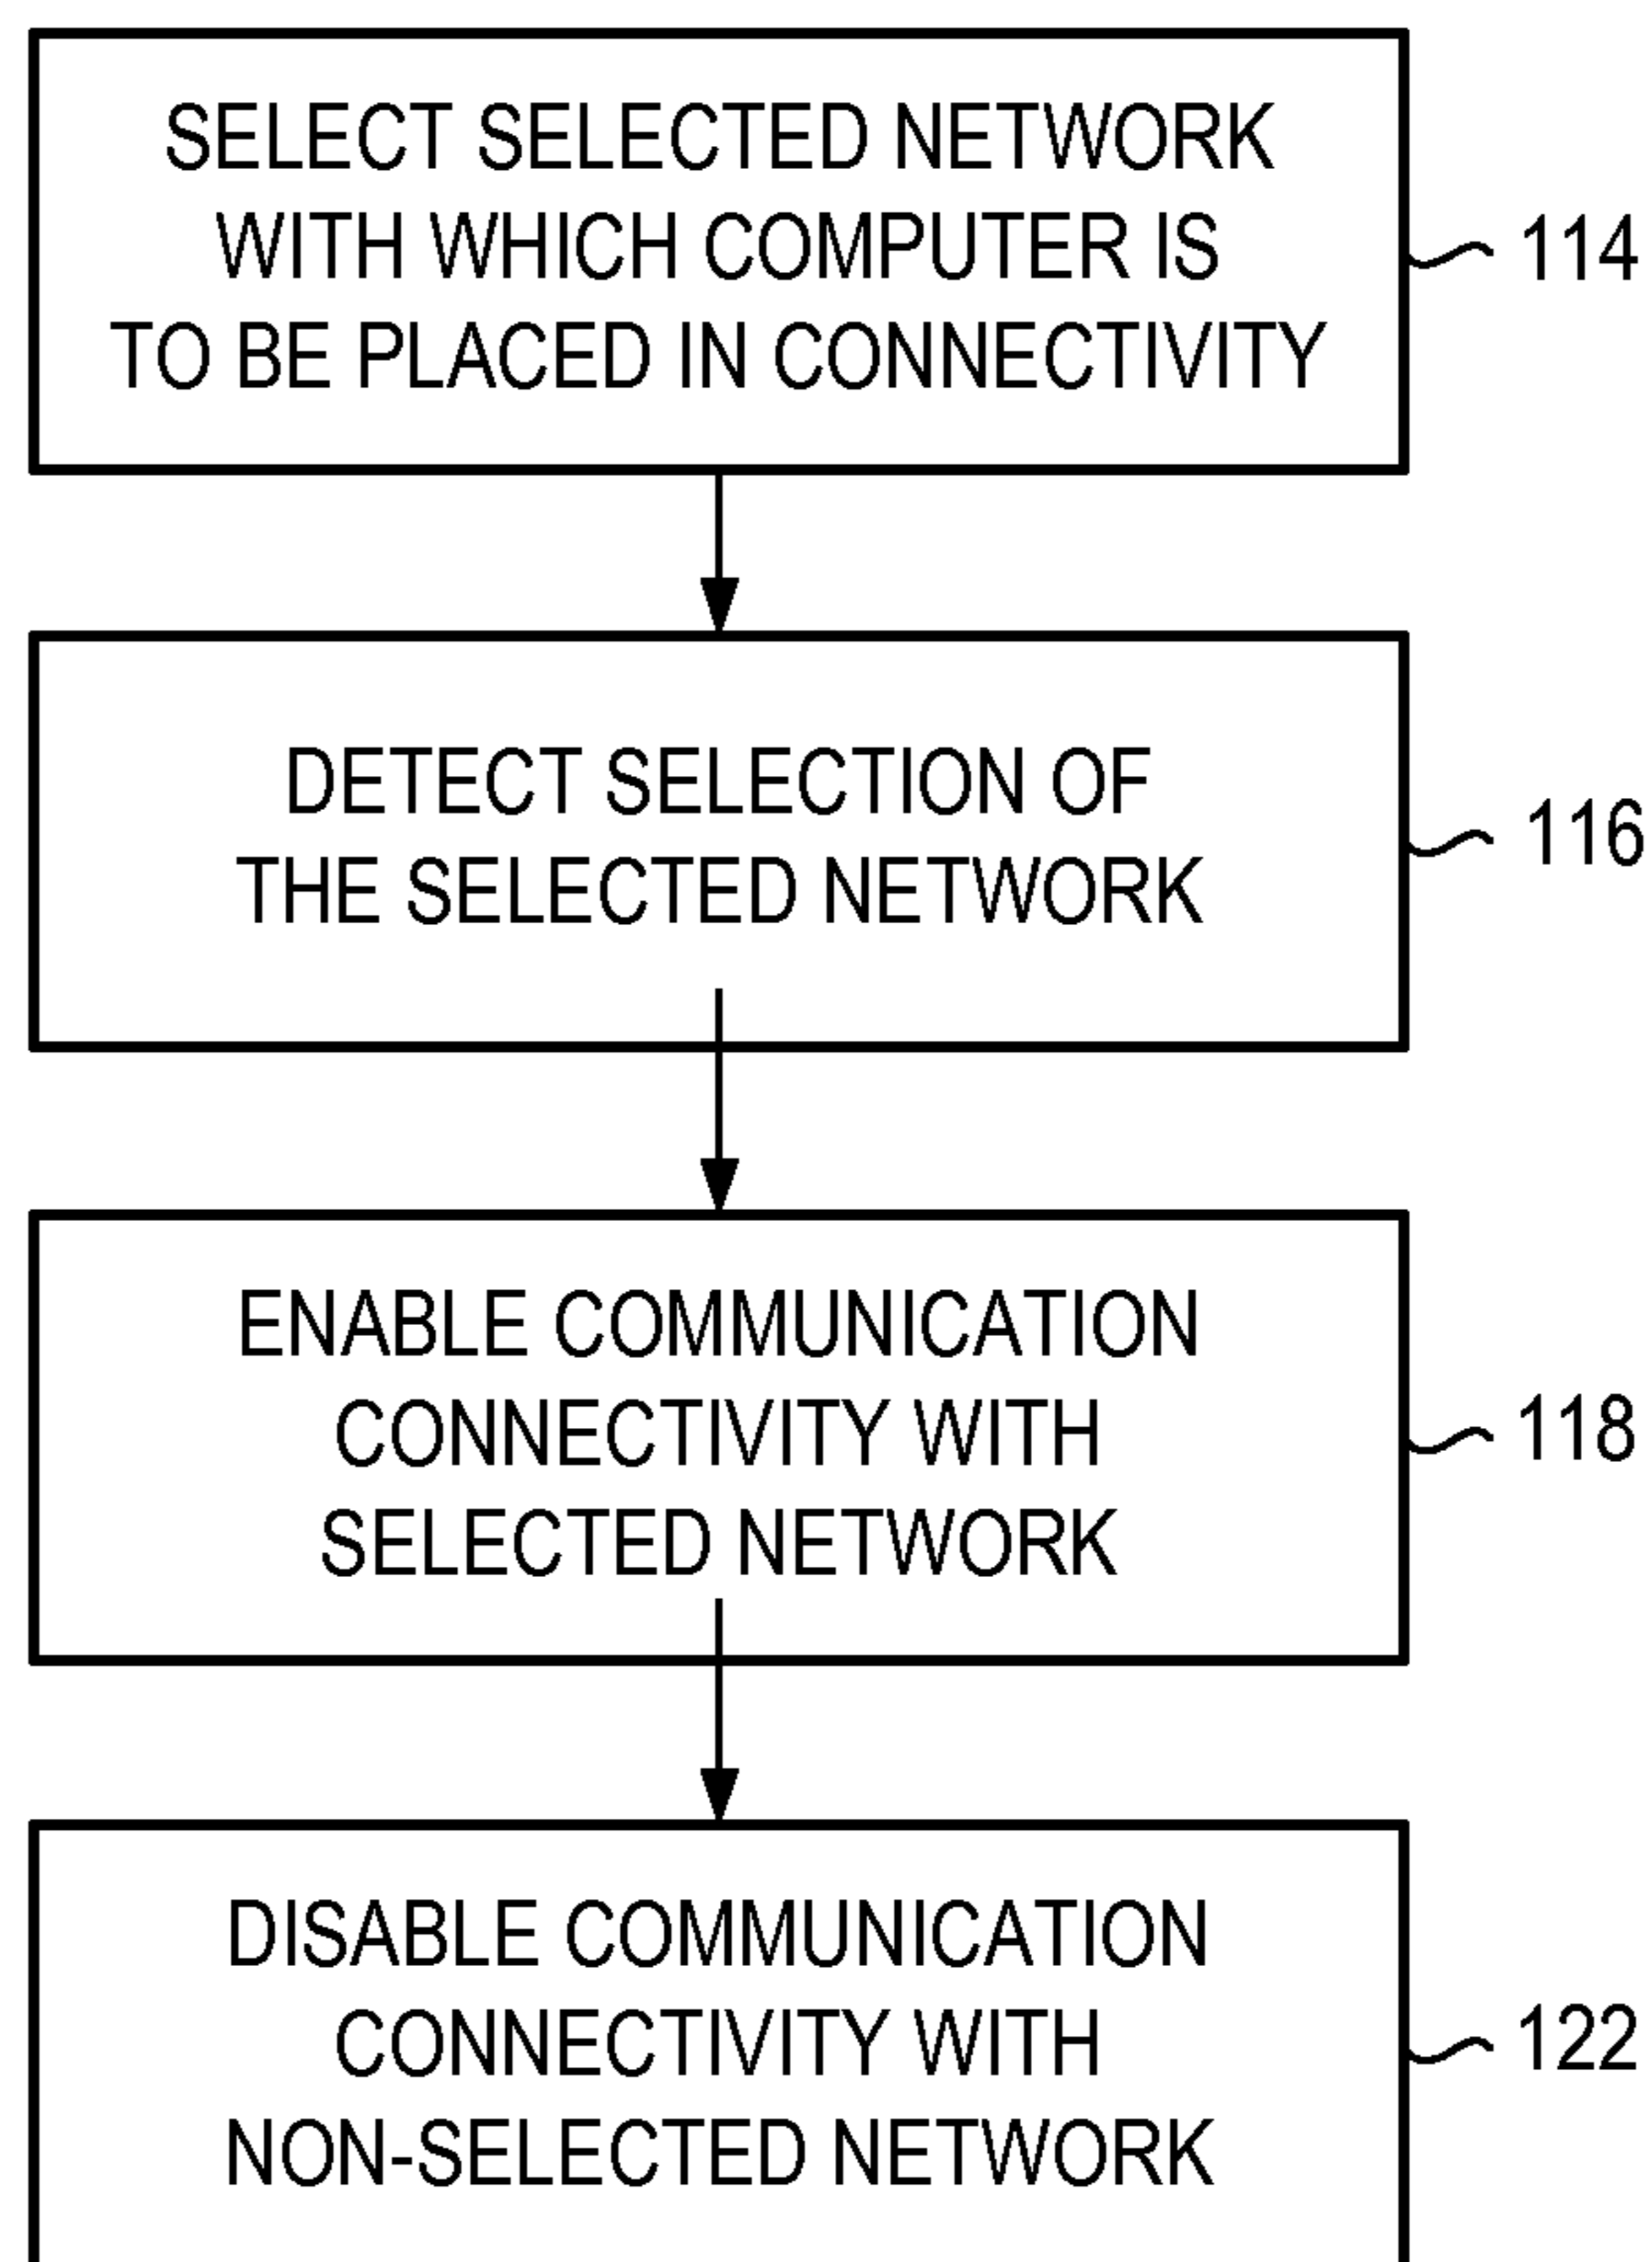 SELECT SELECTED NETWORK
WITH WHICH COMPUTER IS
TO BE PLACED IN CONNECTIVITY
114
DETECT SELECTION OF
THE SELECTED NETWORK
116
ENABLE COMMUNICATION
CONNECTIVITY WITH
SELECTED NETWORK
118
DISABLE COMMUNICATION
CONNECTIVITY WITH
NON-SELECTED NETWORK
122